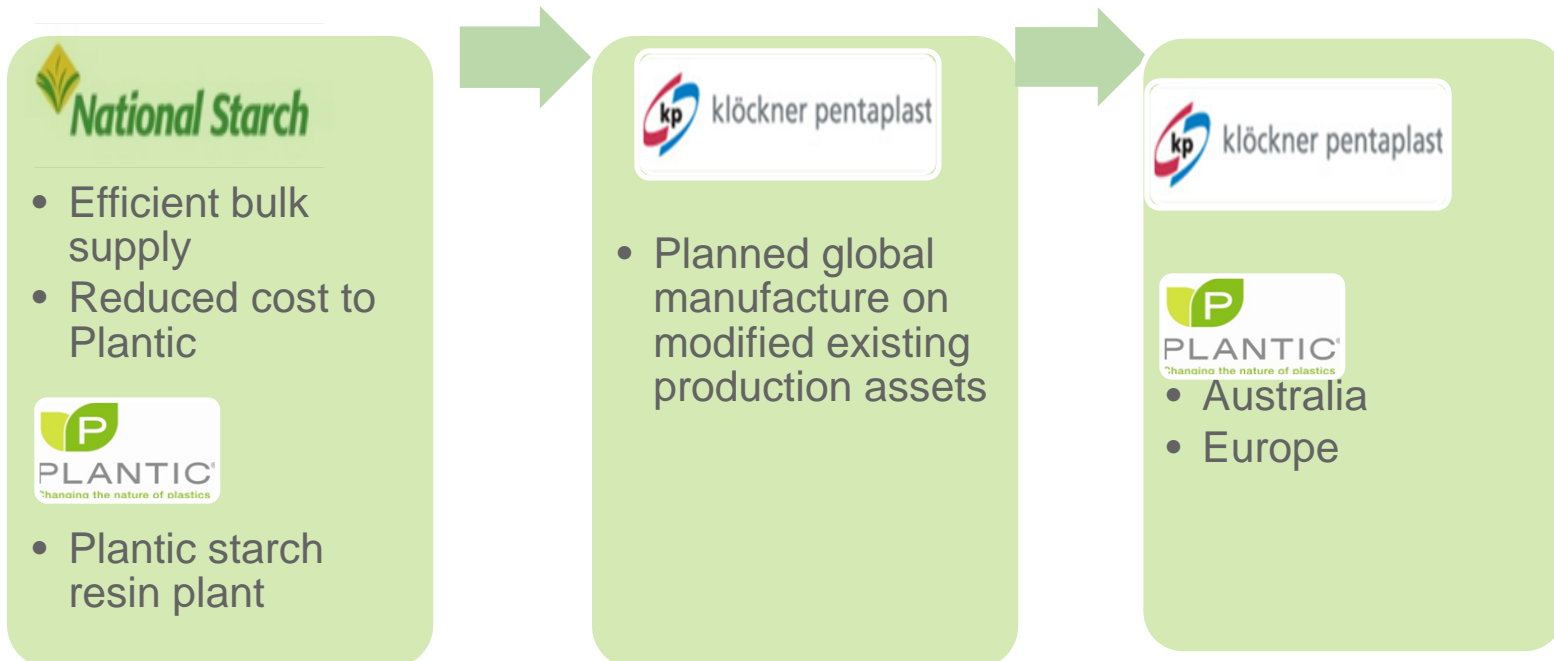 National Starch
• Efficient bulk
supply
• Reduced cost to
Plantic
P
PLANTIC
Changing the nature of plastics
• Plantic starch
resin plant
kp klöckner pentaplast
• Planned global
manufacture on
modified existing
production assets
kp klöckner pentaplast
P
PLANTIC
Changing the nature of plastics
• Australia
• Europe